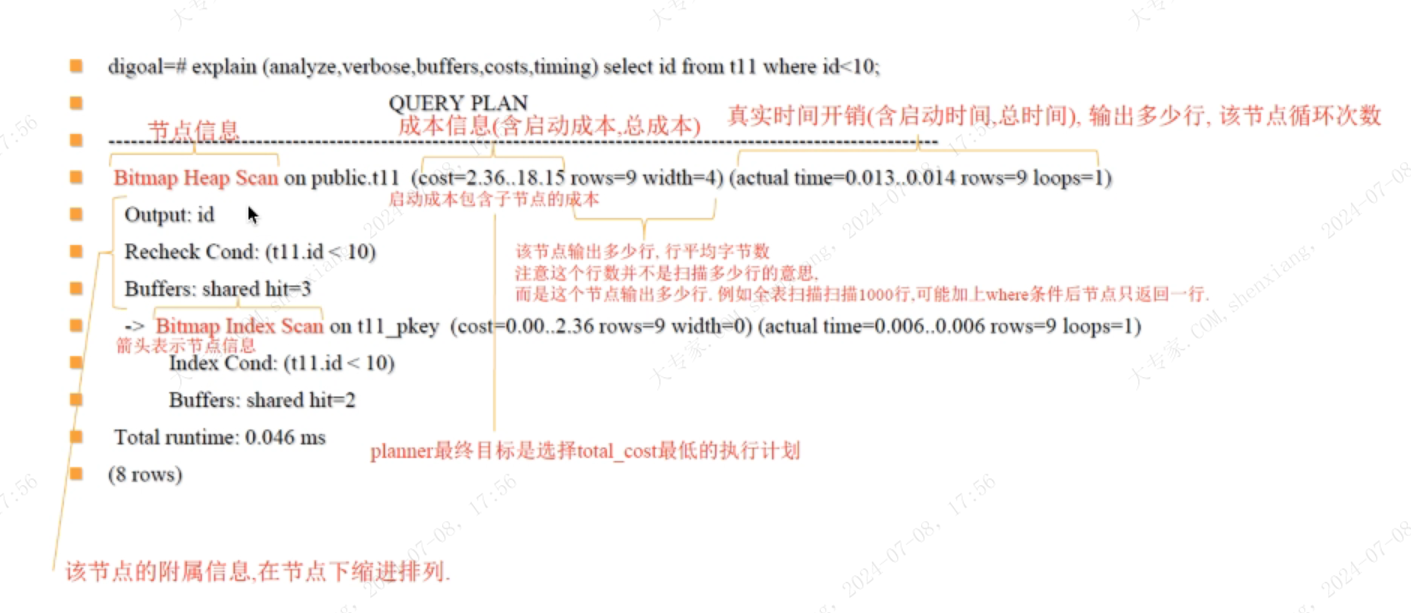 digoal=# explain (analyze,verbose,buffers,costs,timing) select id from t11 where id<10;
QUERY PLAN
节点信息
成本信息(含启动成本,总成本)
真实时间开销(含启动时间,总时间), 输出多少行, 该节点循环次数
----------------------------------------------------------------------------------------------------
Bitmap Heap Scan on public.t11 (cost=2.36..18.15 rows=9 width=4) (actual time=0.013..0.014 rows=9 loops=1)
启动成本包含子节点的成本
Output: id
Recheck Cond: (t11.id < 10)
该节点输出多少行, 行平均字节数
注意这个行数并不是扫描多少行的意思,
而是这个节点输出多少行. 例如全表扫描扫描1000行,可能加上where条件后节点只返回一行.
Buffers: shared hit=3
-> Bitmap Index Scan on t11_pkey (cost=0.00..2.36 rows=9 width=0) (actual time=0.006..0.006 rows=9 loops=1)
箭头表示节点信息
Index Cond: (t11.id < 10)
Buffers: shared hit=2
Total runtime: 0.046 ms
planner最终目标是选择total_cost最低的执行计划
(8 rows)
该节点的附属信息,在节点下缩进排列.
大专家.COM.shenxiang, 2024-07-08, 17:56